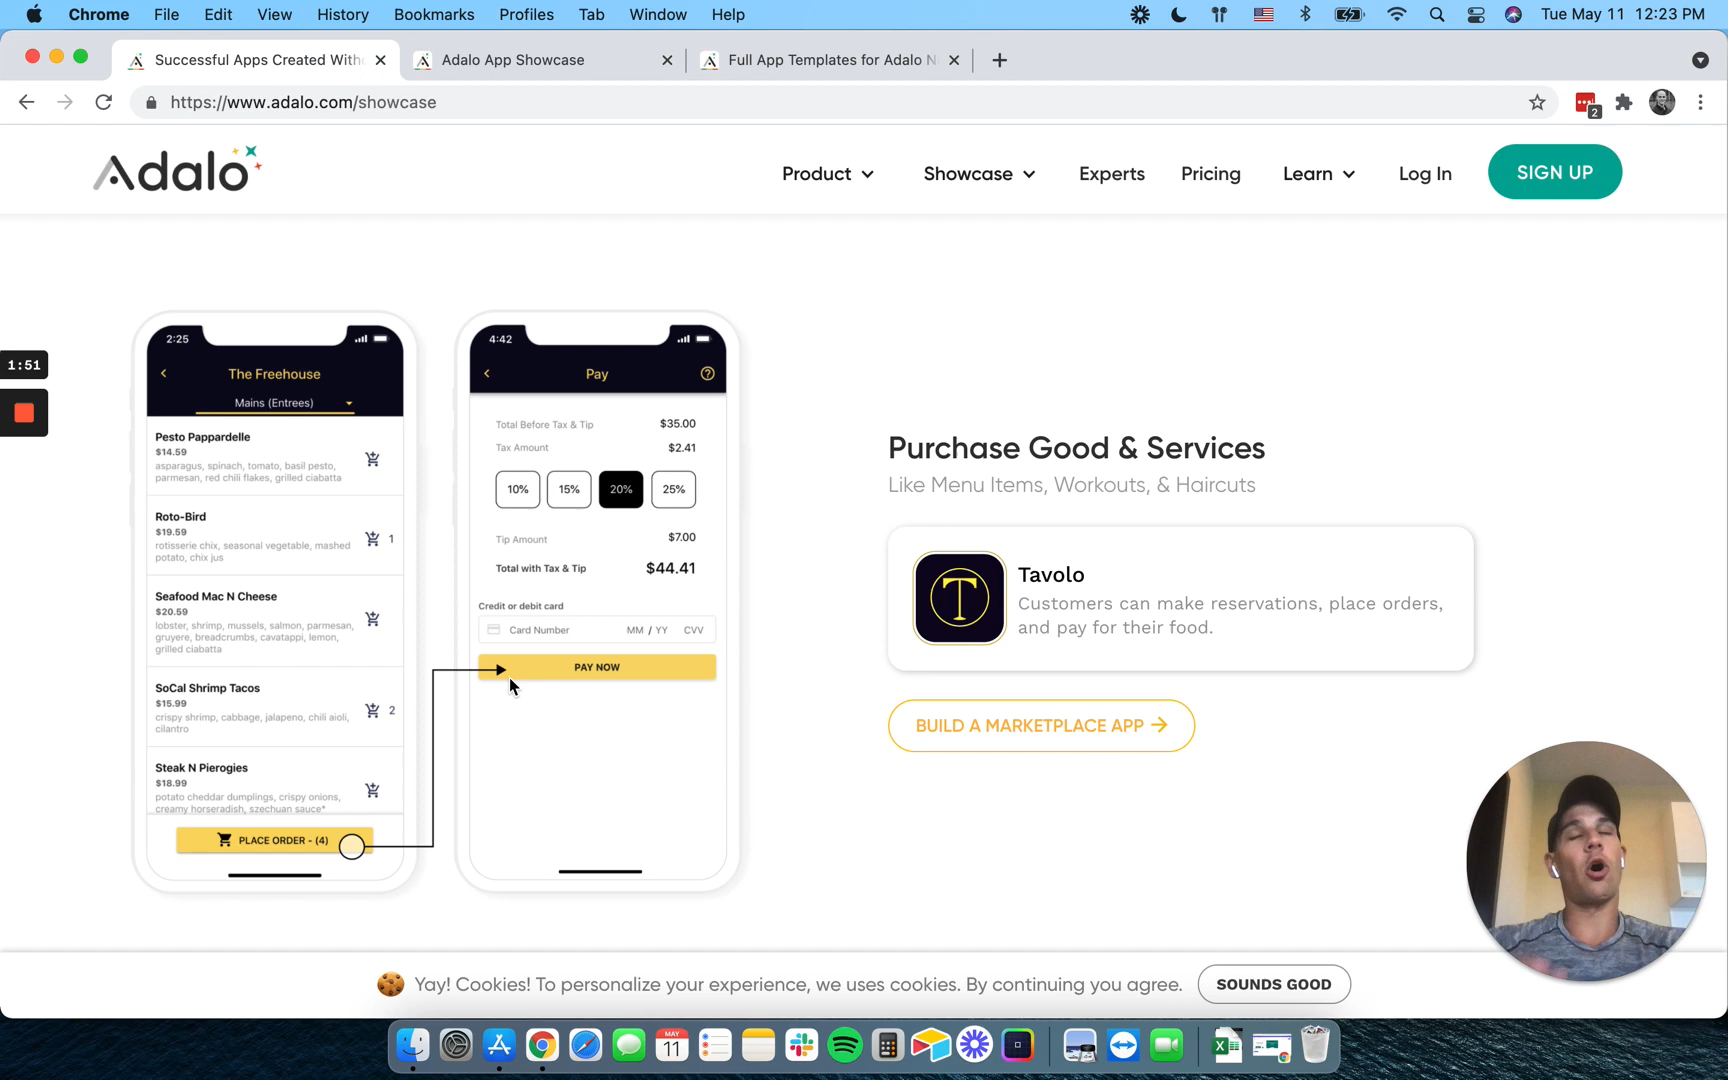 Chrome File Edit View History Bookmarks Profiles Tab Window Help Tue May 11 12:23 PM
Successful Apps Created With Adalo App Showcase Full App Templates for Adalo N
https://www.adalo.com/showcase
2
Adalo
Product Showcase Experts Pricing Learn Log In SIGN UP
1:51
2:25
The Freehouse
Mains (Entrees)
Pesto Pappardelle
$14.59
asparagus, spinach, tomato, basil pesto,
parmesan, red chili flakes, grilled ciabatta
Roto-Bird
$19.59
rotisserie chix, seasonal vegetable, mashed
potato, chix jus
1
Seafood Mac N Cheese
$20.59
lobster, shrimp, mussels, salmon, parmesan,
gruyere, breadcrumbs, cavatappi, lemon,
grilled ciabatta
SoCal Shrimp Tacos
$15.99
crispy shrimp, cabbage, jalapeno, chili aioli,
cilantro
2
Steak N Pierogies
$18.99
potato cheddar dumplings, crispy onions,
creamy horseradish, szechuan sauce*
PLACE ORDER - (4)
4:42
Pay
Total Before Tax & Tip $35.00
Tax Amount $2.41
10% 15% 20% 25%
Tip Amount $7.00
Total with Tax & Tip $44.41
Credit or debit card
Card Number MM / YY CVV
PAY NOW
Purchase Good & Services
Like Menu Items, Workouts, & Haircuts
T
Tavolo
Customers can make reservations, place orders,
and pay for their food.
BUILD A MARKETPLACE APP
Yay! Cookies! To personalize your experience, we uses cookies. By continuing you agree. SOUNDS GOOD
MAY
11